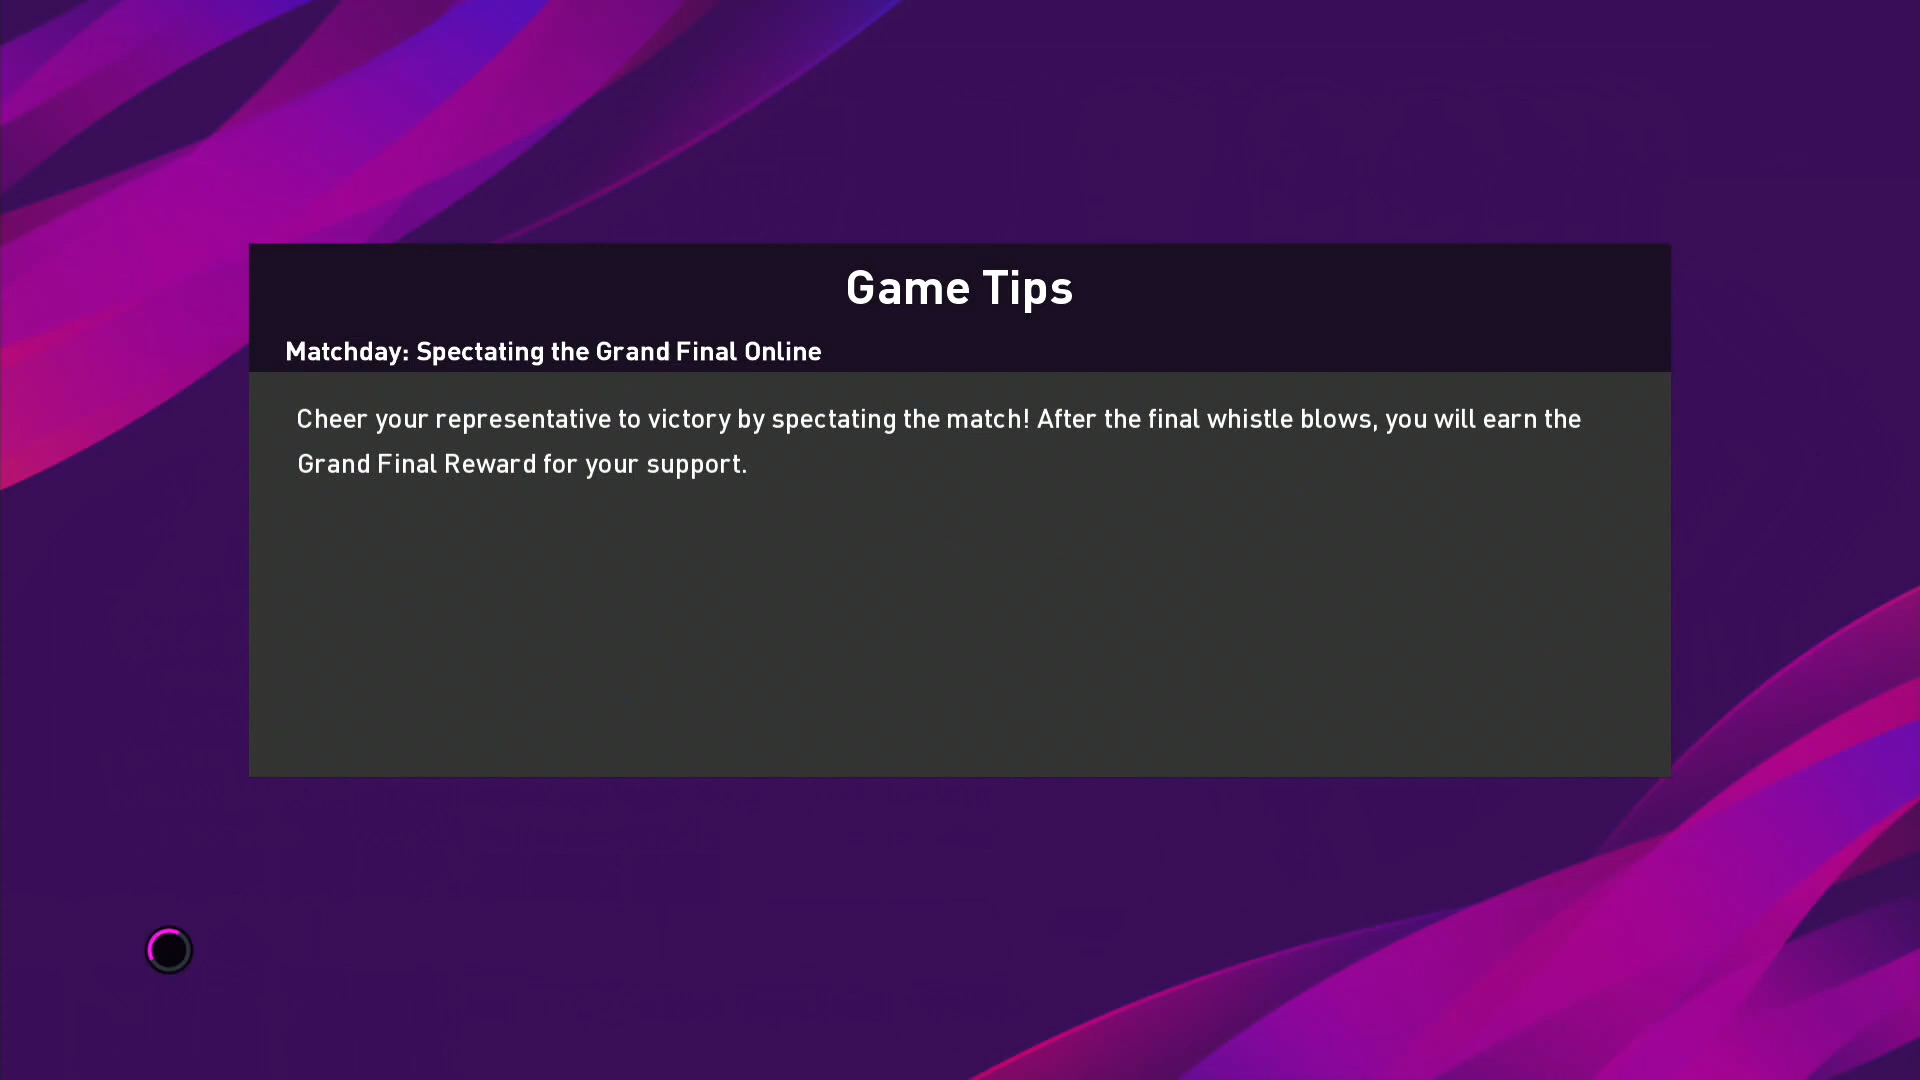 Game Tips
Matchday: Spectating the Grand Final Online
Cheer your representative to victory by spectating the match! After the final whistle blows, you will earn the
Grand Final Reward for your support.